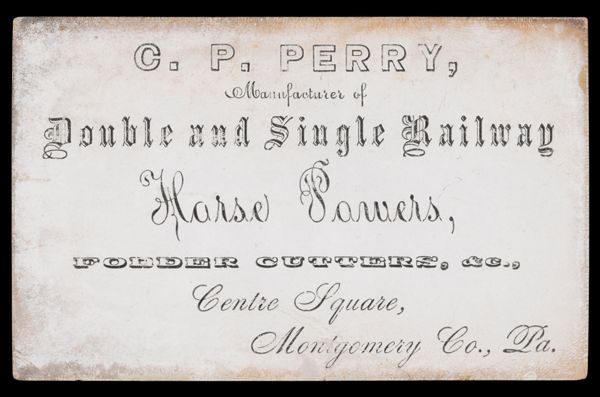 C. P. PERRY,
Manufacturer of
Double and Single Railway
Horse Powers,
FODDER CUTTERS, &c.,
Centre Square,
Montgomery Co., Pa.